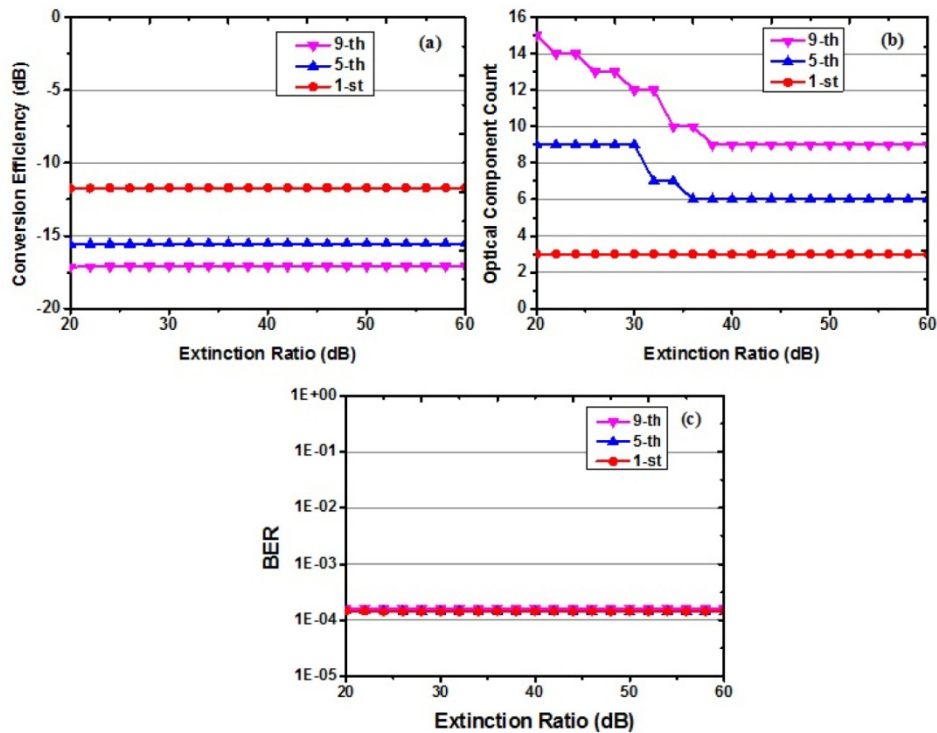 0
-5
-10
-15
-20
Conversion Efficiency (dB)
9-th
5-th
1-st
(a)
20 30 40 50 60
Extinction Ratio (dB)
16
14
12
10
8
6
4
2
0
Optical Component Count
9-th
5-th
1-st
(b)
20 30 40 50 60
Extinction Ratio (dB)
1E+00
1E-01
1E-02
1E-03
1E-04
1E-05
BER
9-th
5-th
1-st
(c)
20 30 40 50 60
Extinction Ratio (dB)